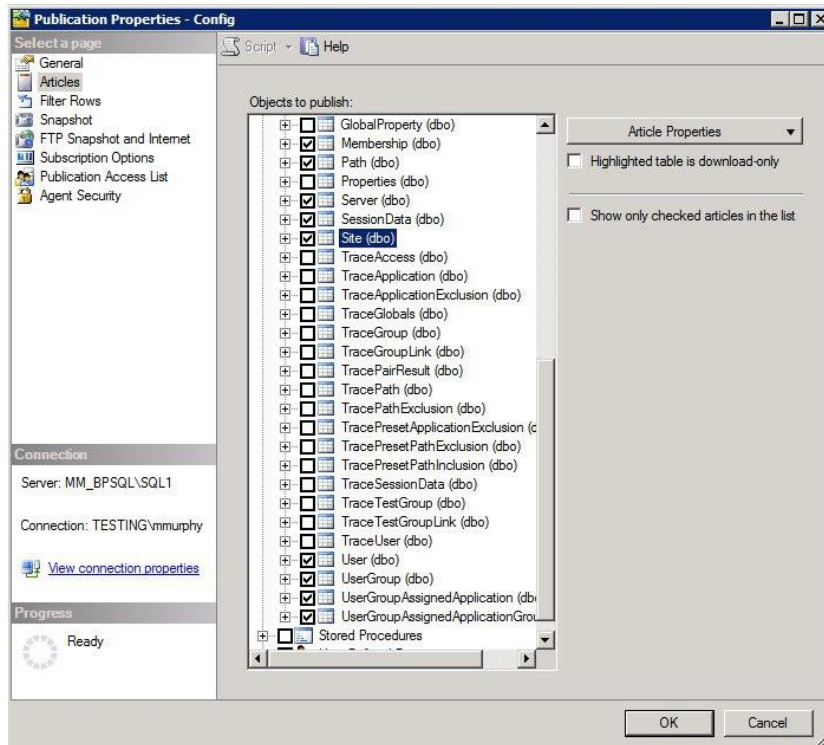 Publication Properties - Config
Select a page
General
Articles
Filter Rows
Snapshot
FTP Snapshot and Internet
Subscription Options
Publication Access List
Agent Security
Script
Help
Objects to publish:
GlobalProperty (dbo)
Membership (dbo)
Path (dbo)
Properties (dbo)
Server (dbo)
SessionData (dbo)
Site (dbo)
TraceAccess (dbo)
TraceApplication (dbo)
TraceApplicationExclusion (dbo)
TraceGlobals (dbo)
TraceGroup (dbo)
TraceGroupLink (dbo)
TracePairResult (dbo)
TracePath (dbo)
TracePathExclusion (dbo)
TracePresetApplicationExclusion (d
TracePresetPathExclusion (dbo)
TracePresetPathInclusion (dbo)
TraceSessionData (dbo)
TraceTestGroup (dbo)
TraceTestGroupLink (dbo)
TraceUser (dbo)
User (dbo)
UserGroup (dbo)
UserGroupAssignedApplication (dbo
UserGroupAssignedApplicationGrou
Stored Procedures
Article Properties
Highlighted table is download-only
Show only checked articles in the list
Connection
Server: MM_BPSQL\SQL1
Connection: TESTING\mmurphy
View connection properties
Progress
Ready
OK
Cancel